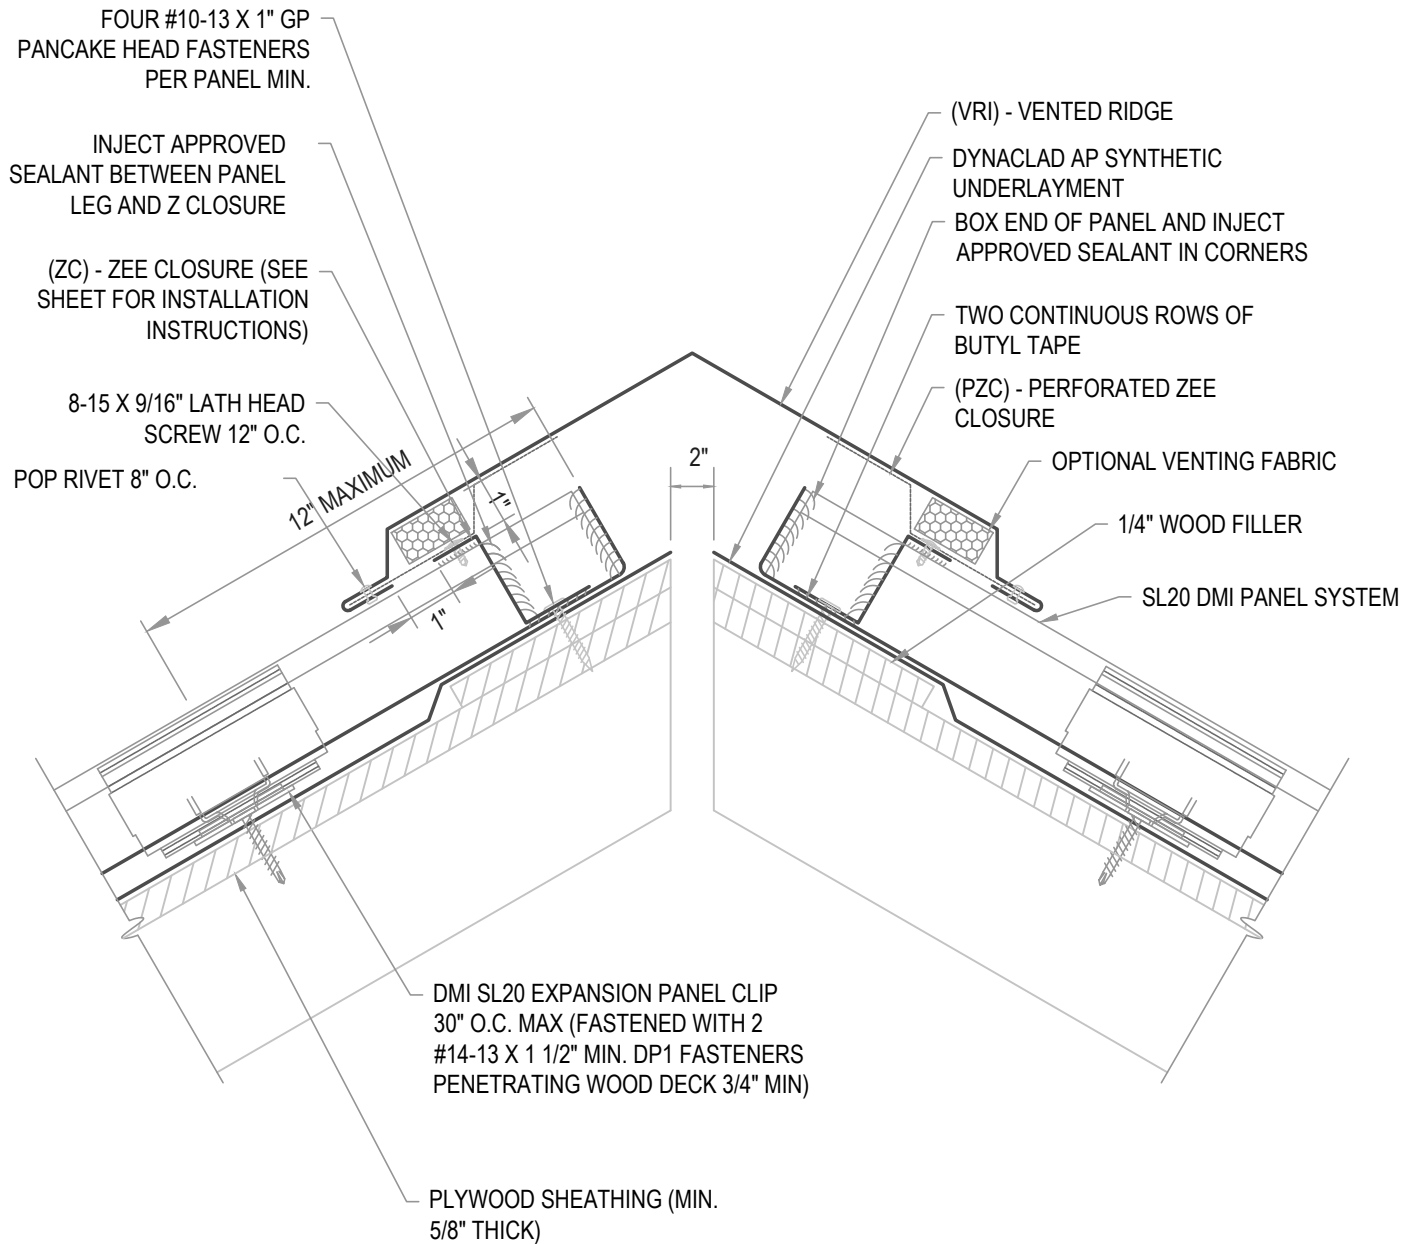 FOUR #10-13 X 1" GP
PANCAKE HEAD FASTENERS
PER PANEL MIN.
INJECT APPROVED
SEALANT BETWEEN PANEL
LEG AND Z CLOSURE
(ZC) - ZEE CLOSURE (SEE
SHEET FOR INSTALLATION
INSTRUCTIONS)
8-15 X 9/16" LATH HEAD
SCREW 12" O.C.
POP RIVET 8" O.C.
12" MAXIMUM
1"
1"
2"
(VRI) - VENTED RIDGE
DYNACLAD AP SYNTHETIC
UNDERLAYMENT
BOX END OF PANEL AND INJECT
APPROVED SEALANT IN CORNERS
TWO CONTINUOUS ROWS OF
BUTYL TAPE
(PZC) - PERFORATED ZEE
CLOSURE
OPTIONAL VENTING FABRIC
1/4" WOOD FILLER
SL20 DMI PANEL SYSTEM
DMI SL20 EXPANSION PANEL CLIP
30" O.C. MAX (FASTENED WITH 2
#14-13 X 1 1/2" MIN. DP1 FASTENERS
PENETRATING WOOD DECK 3/4" MIN)
PLYWOOD SHEATHING (MIN.
5/8" THICK)